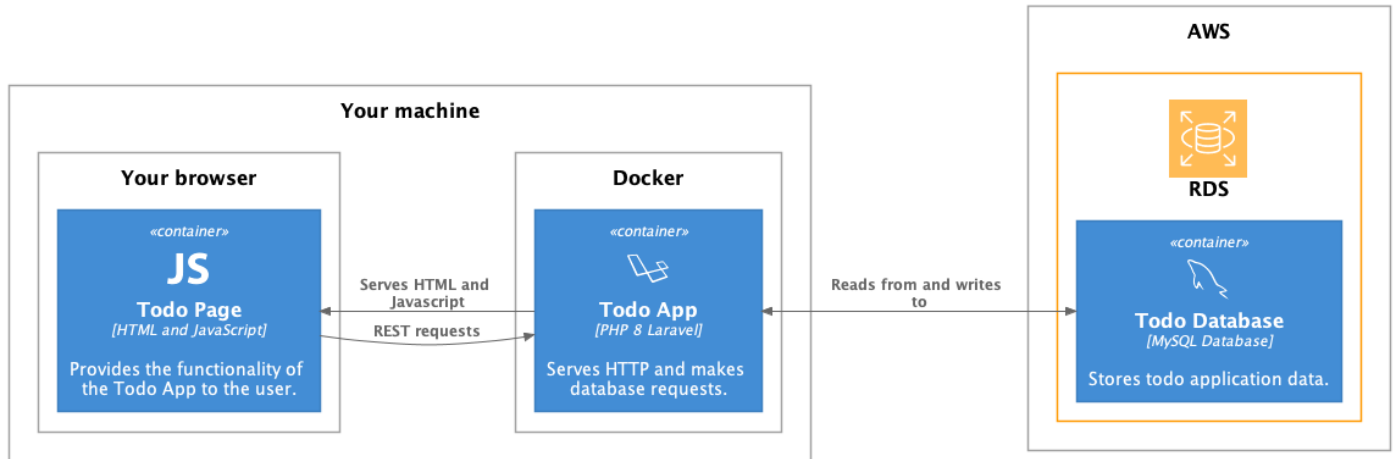 AWS
Your machine
RDS
Your browser
Docker
«container»
JS
Todo Page
[HTML and JavaScript]
Provides the functionality of
the Todo App to the user.
Serves HTML and
Javascript
REST requests
«container»
Todo App
[PHP 8 Laravel]
Serves HTTP and makes
database requests.
Reads from and writes
to
«container»
Todo Database
[MySQL Database]
Stores todo application data.